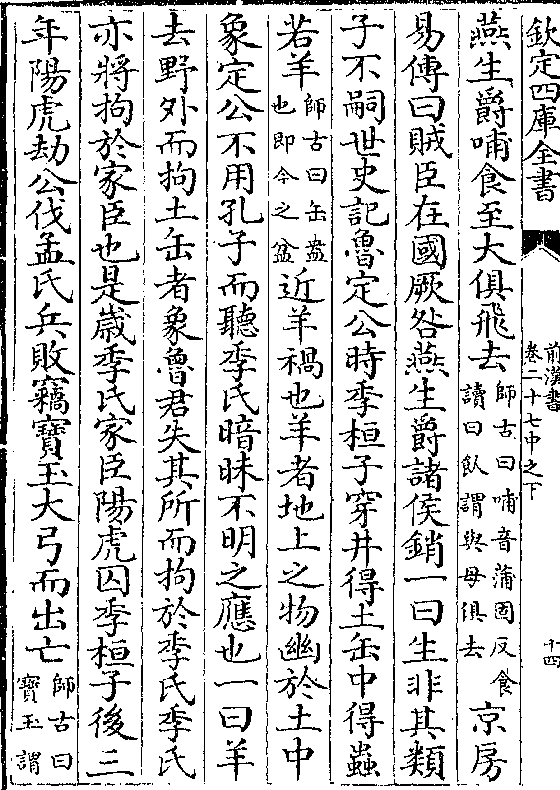 欽定四庫全書
前漢書
卷二十七中之下
十四
燕生爵哺食至大俱飛去師古曰哺音蒲固反食讀曰飤謂與母俱去京房
易傳曰賊臣在國厥咎燕生爵諸侯銷一曰生非其類
子不嗣世史記魯定公時季桓子穿井得土缶中得蟲
若羊師古曰缶盎也即今之盆近羊禍也羊者地上之物幽於土中
象定公不用孔子而聽季氏暗昧不明之應也一曰羊
去野外而拘土缶者象魯君失其所而拘於季氏季氏
亦將拘於家臣也是歲季氏家臣陽虎囚季桓子後三
年陽虎劫公伐孟氏兵敗竊寶玉大弓而出亡師古曰寶玉謂